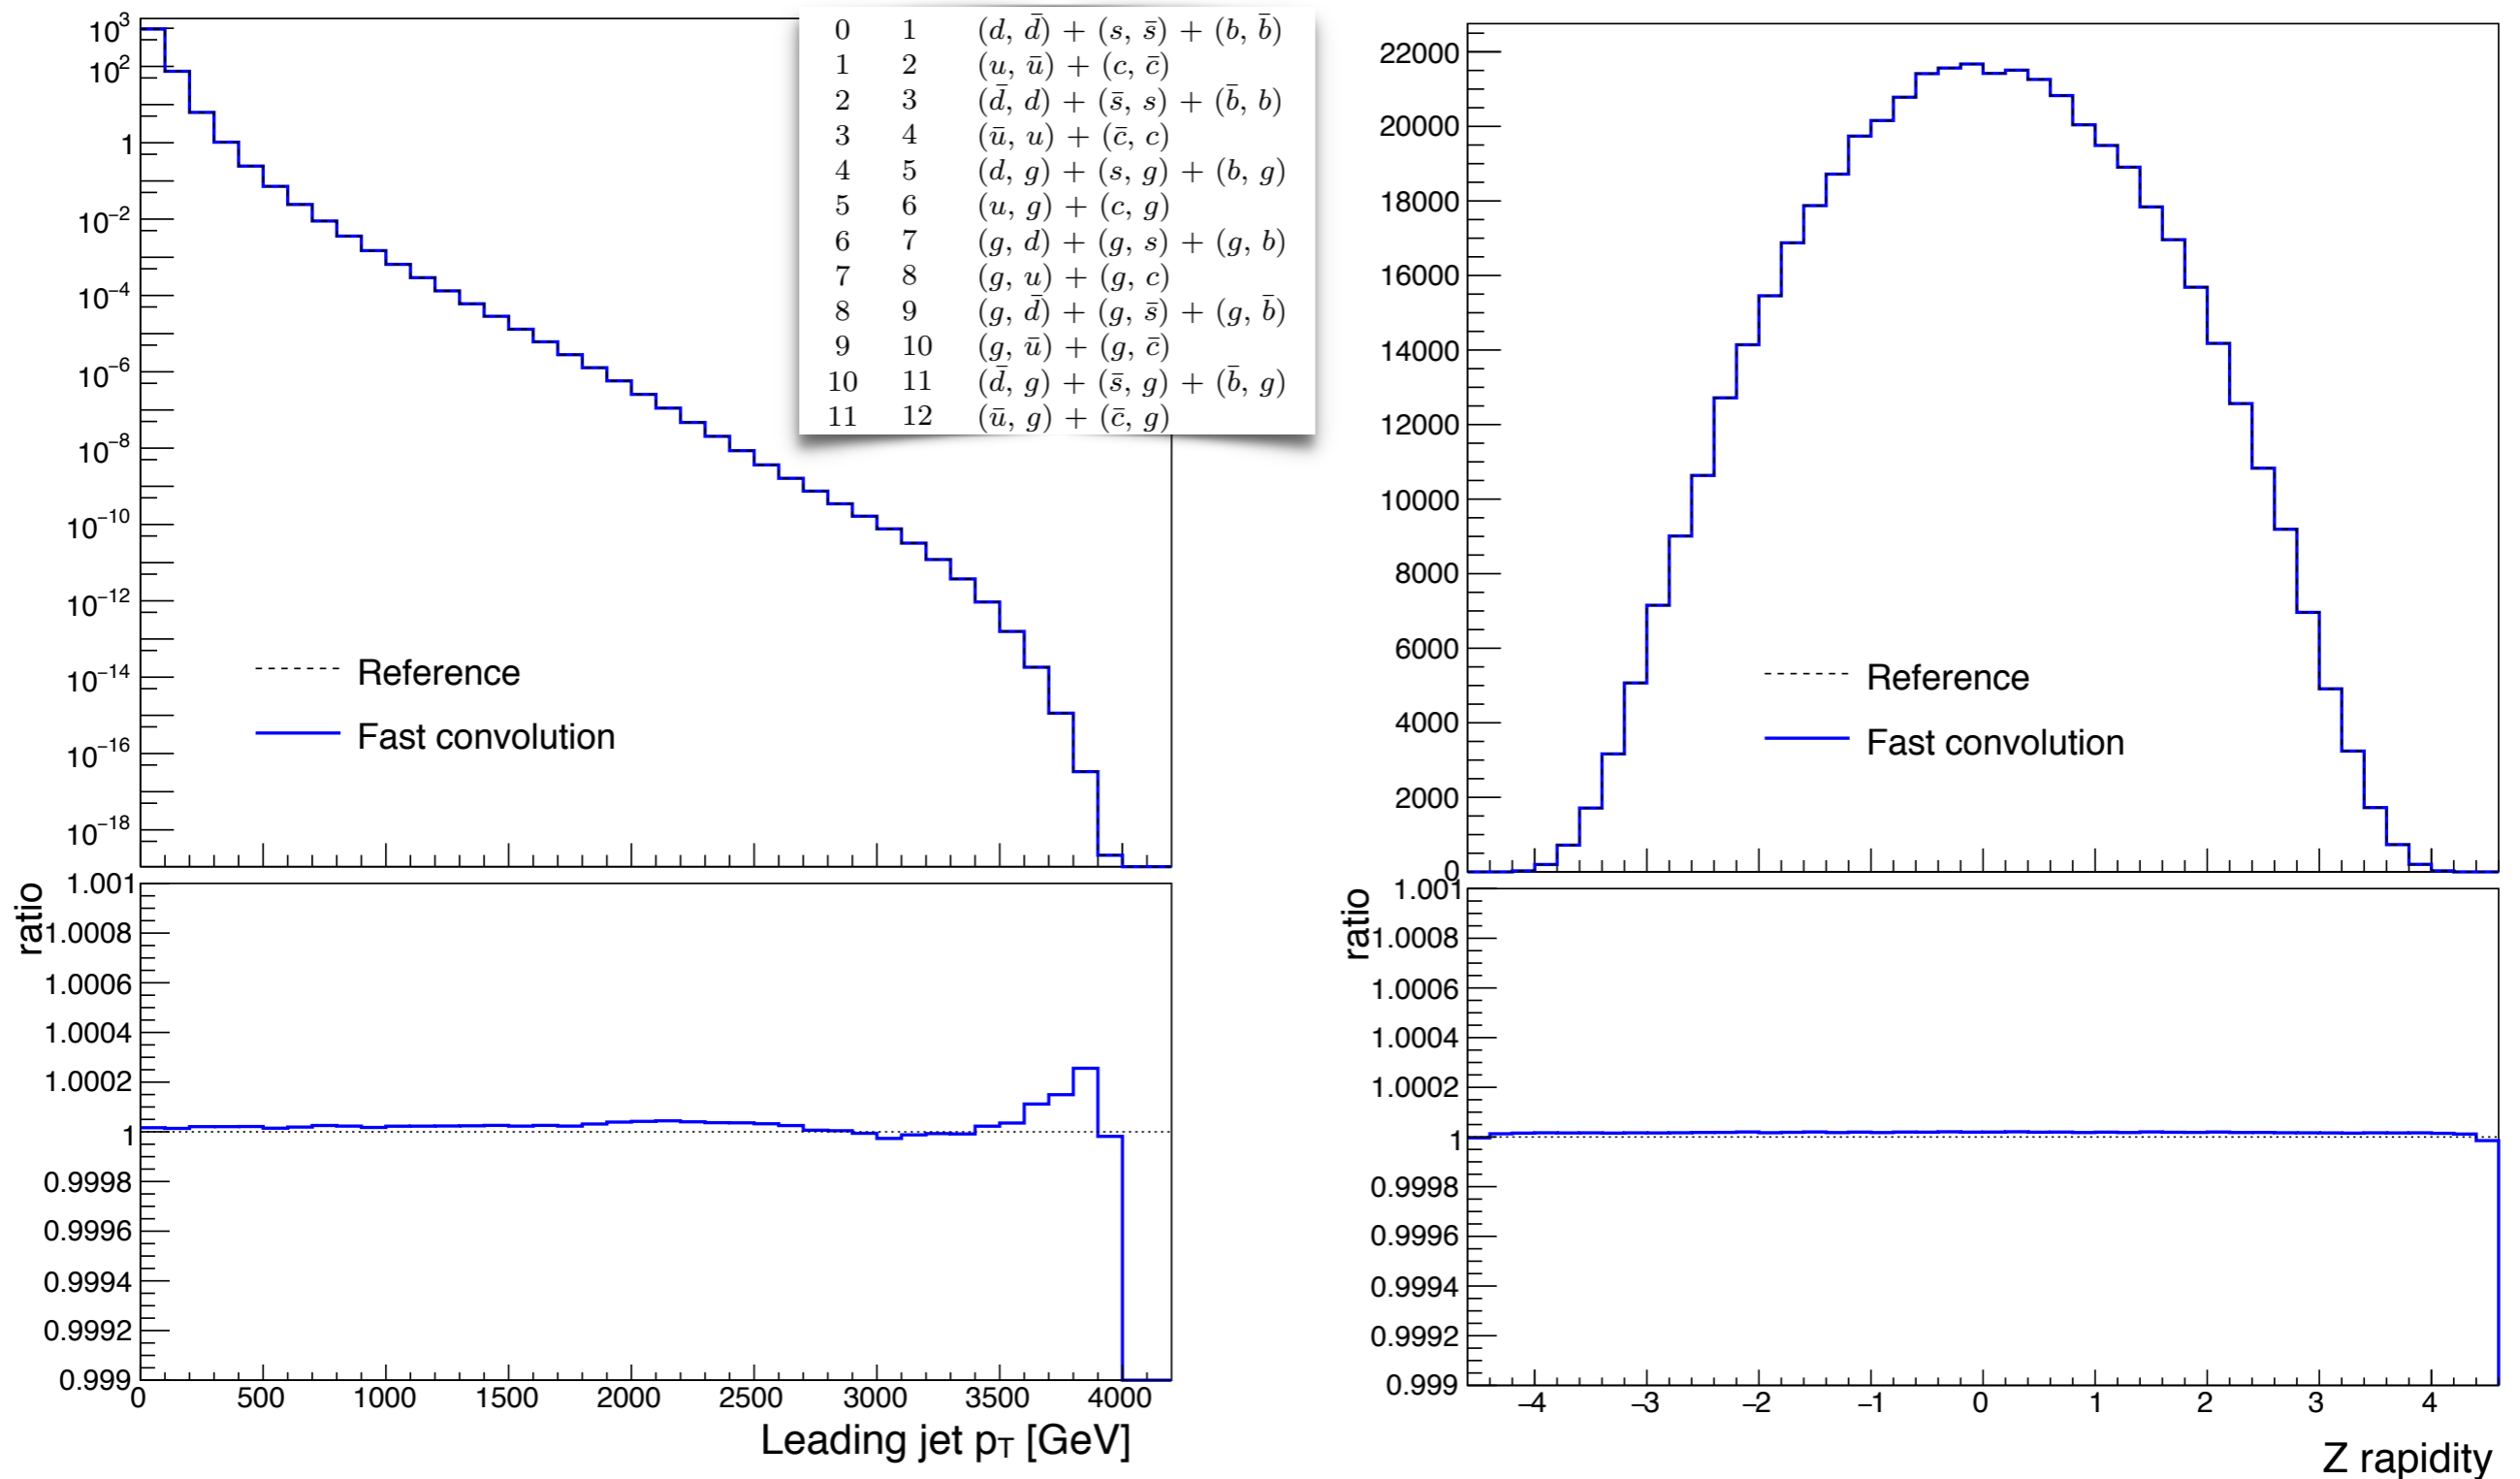 10³
10²
1
10⁻²
10⁻⁴
10⁻⁶
10⁻⁸
10⁻¹⁰
10⁻¹²
10⁻¹⁴
10⁻¹⁶
10⁻¹⁸
Reference
Fast convolution
0 1 (d, d̄) + (s, s̄) + (b, b̄)
1 2 (u, ū) + (c, c̄)
2 3 (d̄, d) + (s̄, s) + (b̄, b)
3 4 (ū, u) + (c̄, c)
4 5 (d, g) + (s, g) + (b, g)
5 6 (u, g) + (c, g)
6 7 (g, d) + (g, s) + (g, b)
7 8 (g, u) + (g, c)
8 9 (g, d̄) + (g, s̄) + (g, b̄)
9 10 (g, ū) + (g, c̄)
10 11 (d̄, g) + (s̄, g) + (b̄, g)
11 12 (ū, g) + (c̄, g)
ratio
1.001
1.0008
1.0006
1.0004
1.0002
1
0.9998
0.9996
0.9994
0.9992
0.999
0 500 1000 1500 2000 2500 3000 3500 4000
Leading jet p_T [GeV]
22000
20000
18000
16000
14000
12000
10000
8000
6000
4000
2000
0
Reference
Fast convolution
ratio
1.001
1.0008
1.0006
1.0004
1.0002
1
0.9998
0.9996
0.9994
0.9992
0.999
−4 −3 −2 −1 0 1 2 3 4
Z rapidity